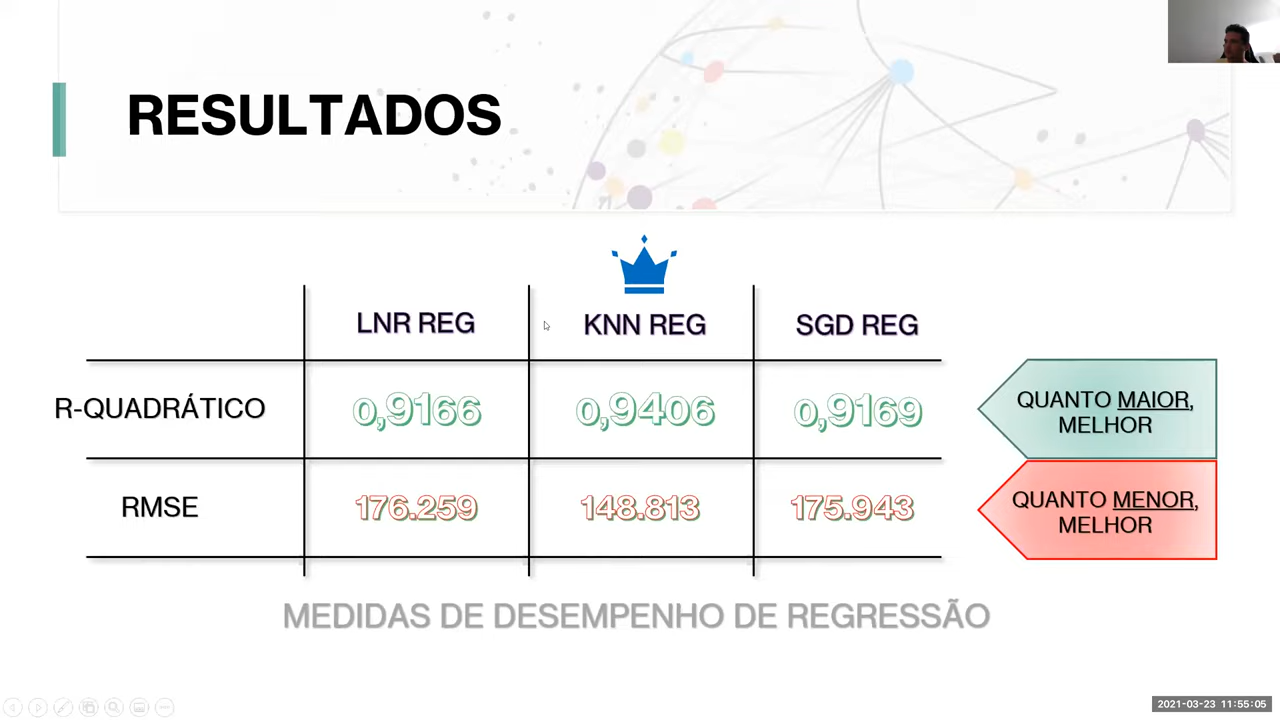 RESULTADOS
LNR REG KNN REG SGD REG
R-QUADRÁTICO 0,9166 0,9406 0,9169
QUANTO MAIOR,
MELHOR
RMSE 176.259 148.813 175.943
QUANTO MENOR,
MELHOR
MEDIDAS DE DESEMPENHO DE REGRESSÃO
2021-03-23 11:55:05